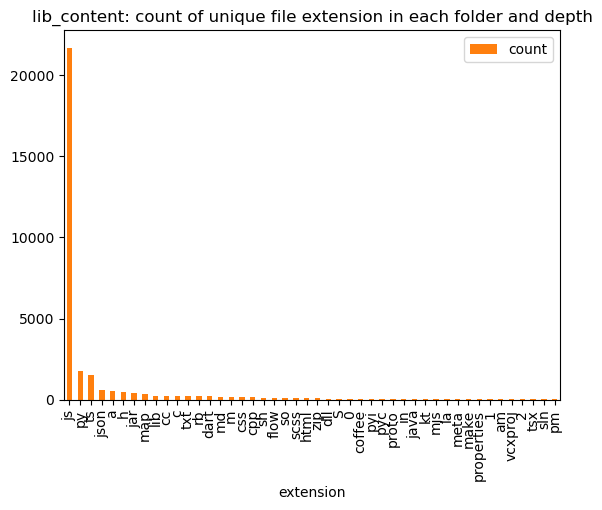 lib_content: count of unique file extension in each folder and depth
count
20000
15000
10000
5000
0
js
py
ts
json
a
h
jar
map
lib
cc
c
txt
rb
dart
md
m
css
cpp
sh
flow
so
scss
html
zip
dll
S
0
coffee
pyi
pyc
proto
in
java
kt
mjs
la
meta
make
properties
1
am
vcxproj
2
tsx
sln
pm
extension